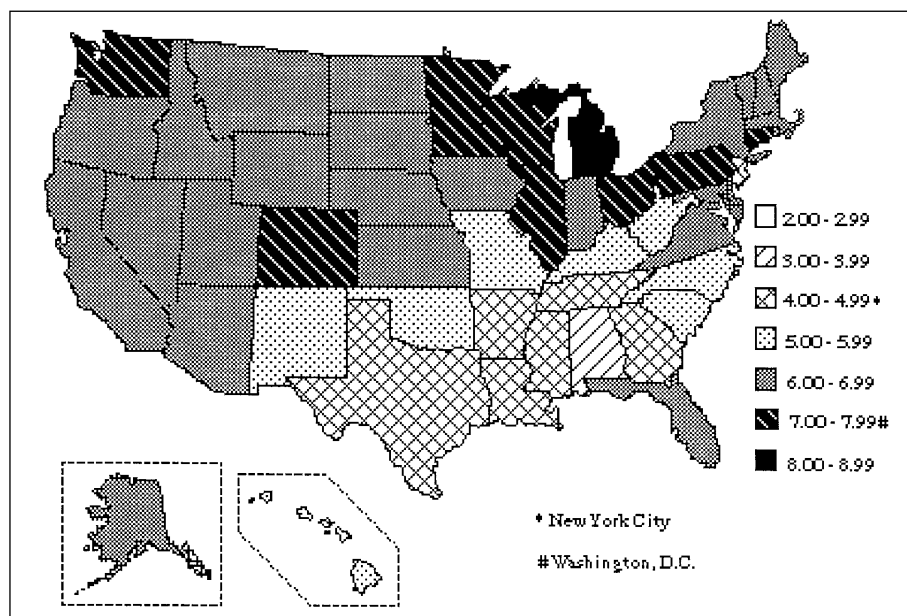 2.00 - 2.99
3.00 - 3.99
4.00 - 4.99*
5.00 - 5.99
6.00 - 6.99
7.00 - 7.99#
8.00 - 8.99
* New York City
# Washington, D.C.